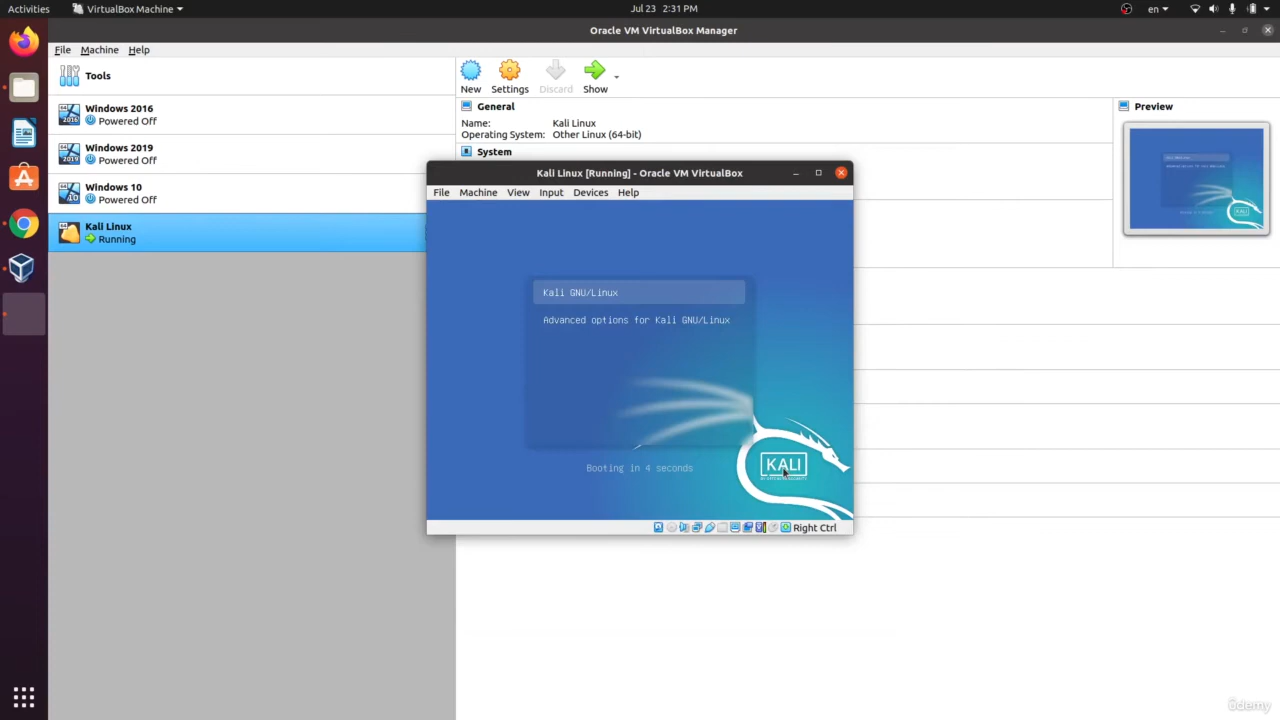 Activities
VirtualBox Machine
Jul 23 2:31 PM
en
Oracle VM VirtualBox Manager
File Machine Help
Tools
New Settings Discard Show
Windows 2016
Powered Off
Windows 2019
Powered Off
Windows 10
Powered Off
Kali Linux
Running
General
Name: Kali Linux
Operating System: Other Linux (64-bit)
System
Preview
Kali Linux [Running] - Oracle VM VirtualBox
File Machine View Input Devices Help
Kali GNU/Linux
Advanced options for Kali GNU/Linux
Booting in 4 seconds
KALI
Right Ctrl
ûdemy